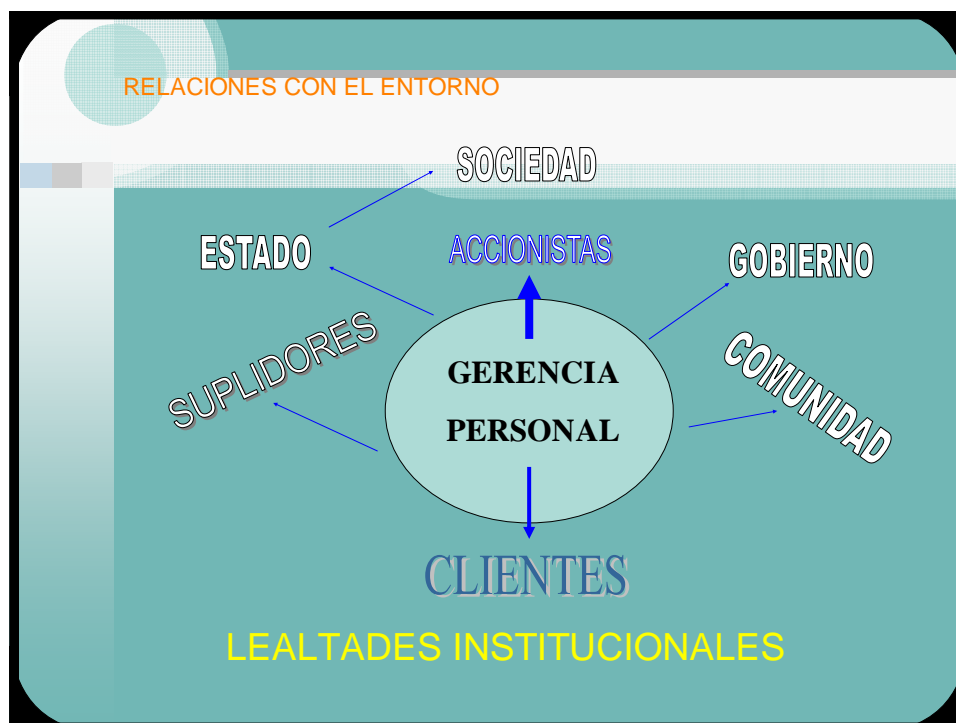 RELACIONES CON EL ENTORNO
SOCIEDAD
ESTADO
ACCIONISTAS
GOBIERNO
SUPLIDORES
COMUNIDAD
GERENCIA
PERSONAL
CLIENTES
LEALTADES INSTITUCIONALES